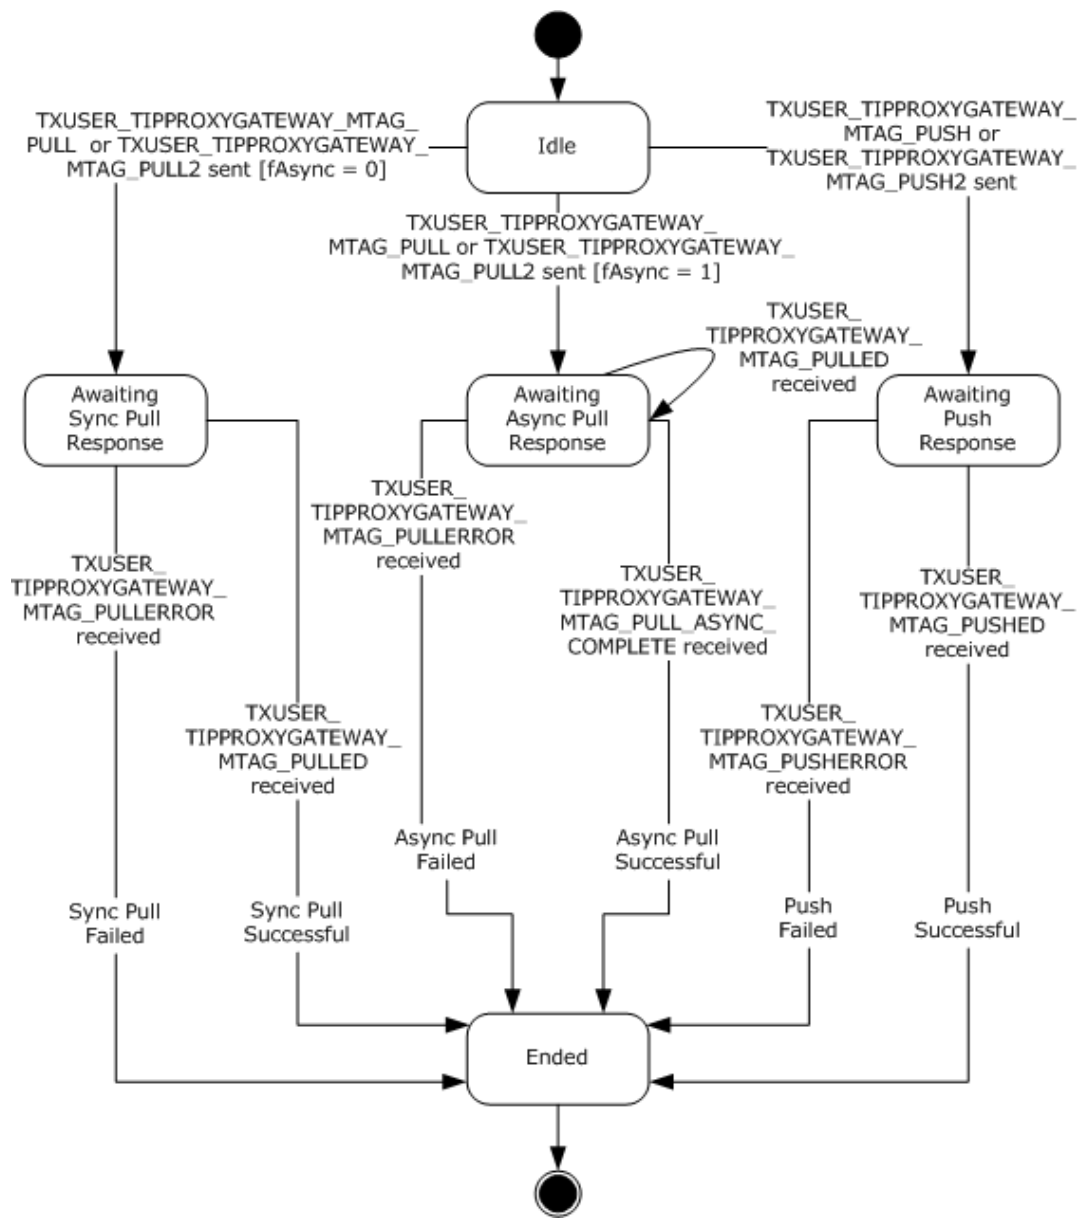 Idle
TXUSER_TIPPROXYGATEWAY_MTAG_
PULL or TXUSER_TIPPROXYGATEWAY_
MTAG_PULL2 sent [fAsync = 0]
TXUSER_TIPPROXYGATEWAY_
MTAG_PULL or TXUSER_TIPPROXYGATEWAY_
MTAG_PULL2 sent [fAsync = 1]
TXUSER_TIPPROXYGATEWAY_
MTAG_PUSH or
TXUSER_TIPPROXYGATEWAY_
MTAG_PUSH2 sent
TXUSER_
TIPPROXYGATEWAY_
MTAG_PULLED
received
Awaiting
Sync Pull
Response
Awaiting
Async Pull
Response
Awaiting
Push
Response
TXUSER_
TIPPROXYGATEWAY_
MTAG_PULLERROR
received
TXUSER_
TIPPROXYGATEWAY_
MTAG_PULLED
received
TXUSER_
TIPPROXYGATEWAY_
MTAG_PULLERROR
received
TXUSER_
TIPPROXYGATEWAY_
MTAG_PULL_ASYNC_
COMPLETE received
TXUSER_
TIPPROXYGATEWAY_
MTAG_PUSHERROR
received
TXUSER_
TIPPROXYGATEWAY_
MTAG_PUSHED
received
Sync Pull
Failed
Sync Pull
Successful
Async Pull
Failed
Async Pull
Successful
Push
Failed
Push
Successful
Ended